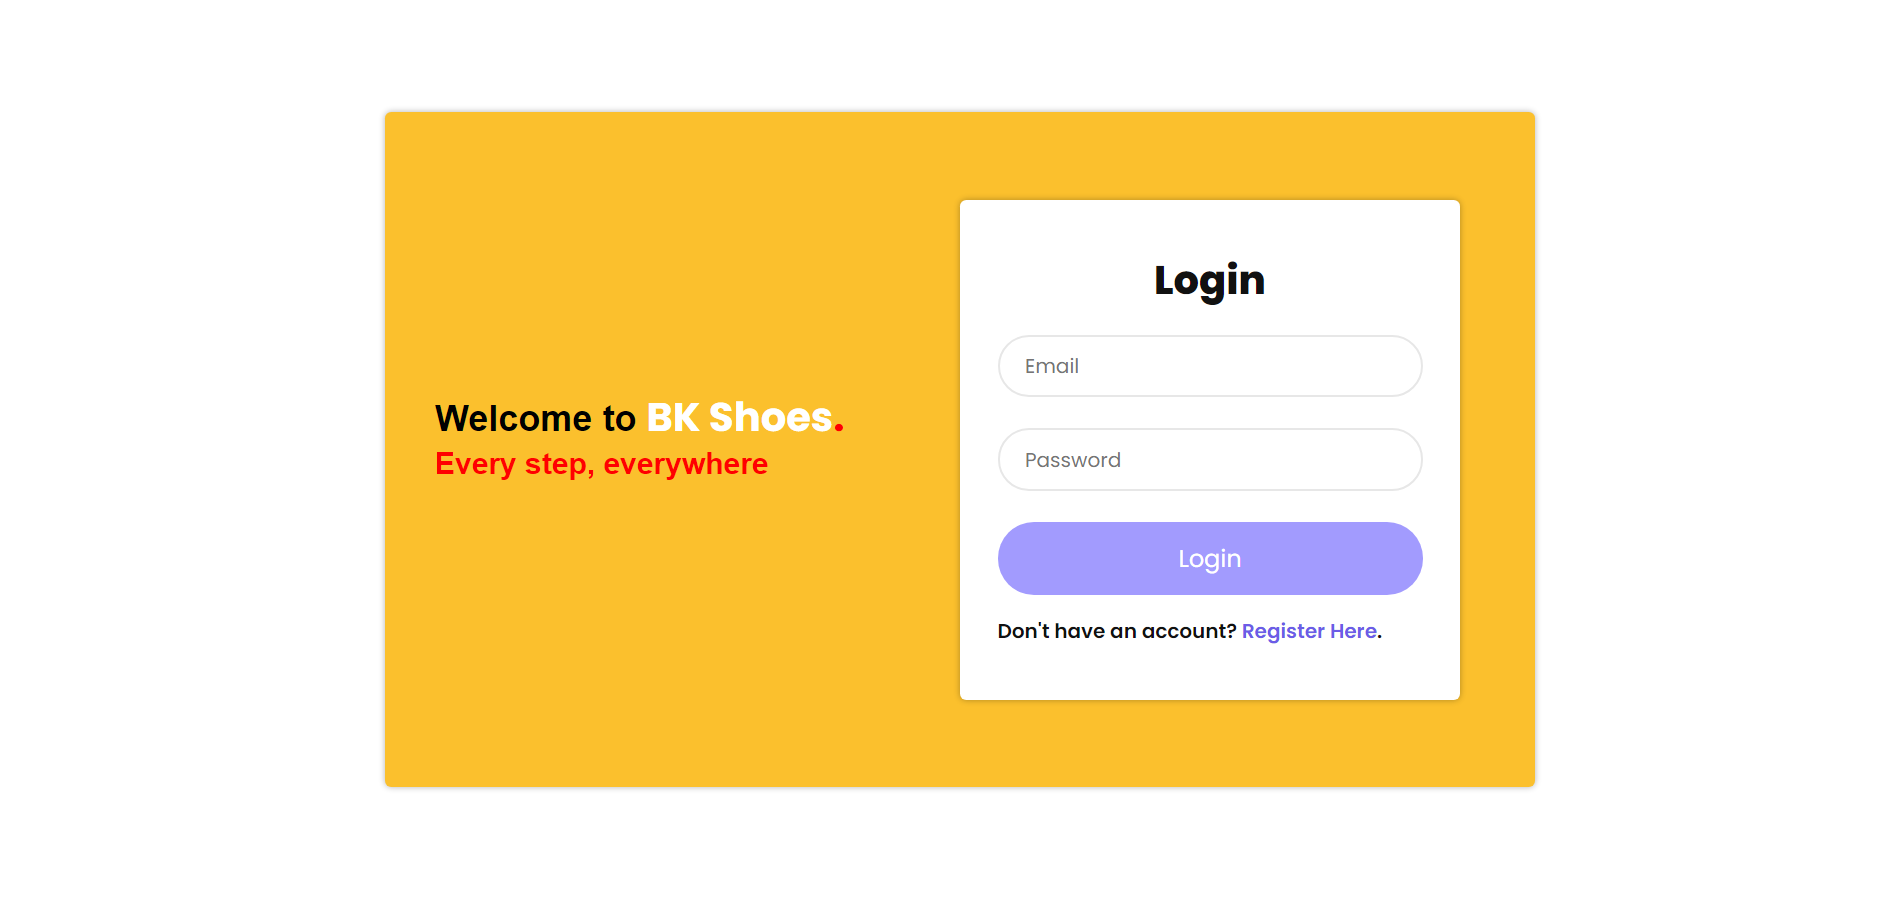 Welcome to BK Shoes.
Every step, everywhere
Login
Email
Password
Login
Don't have an account? Register Here.